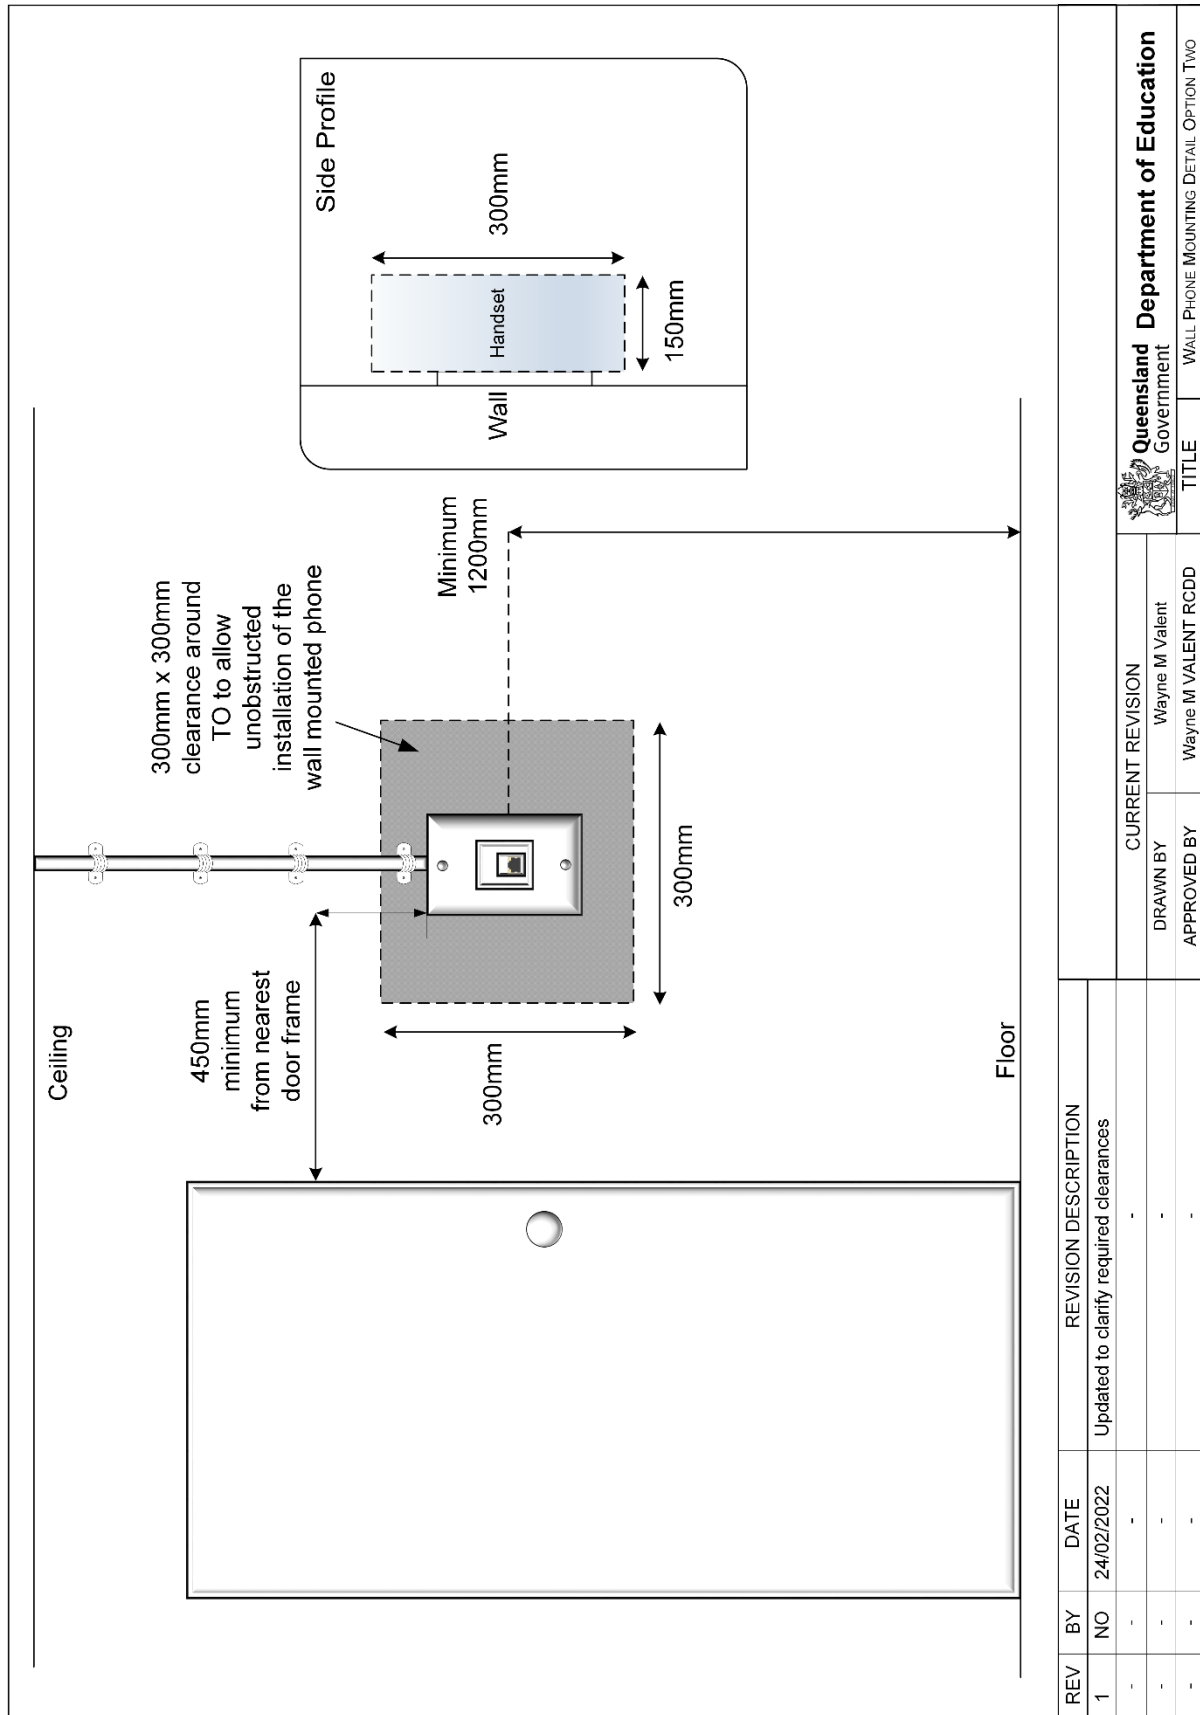 Ceiling
450mm
minimum
from nearest
door frame
300mm x 300mm
clearance around
TO to allow
unobstructed
installation of the
wall mounted phone
Minimum
1200mm
300mm
300mm
Floor
Side Profile
Wall
Handset
300mm
150mm
REV BY DATE REVISION DESCRIPTION
1 NO 24/02/2022 Updated to clarify required clearances
- - - -
- - - -
- - - -
CURRENT REVISION
DRAWN BY Wayne M Valent
APPROVED BY Wayne M VALENT RCDD
Queensland
Government
Department of Education
TITLE WALL PHONE MOUNTING DETAIL OPTION TWO